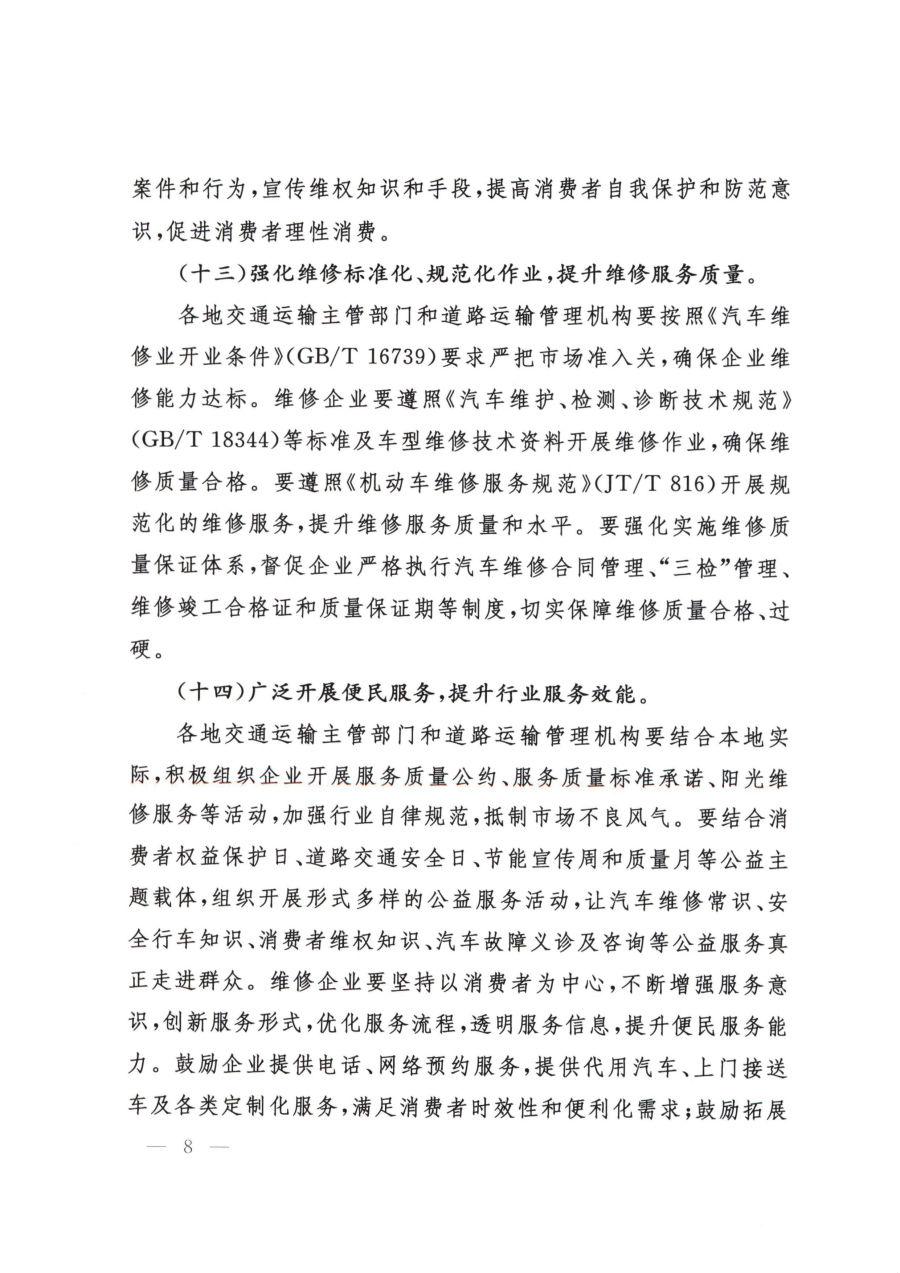 案件和行为,宣传维权知识和手段,提高消费者自我保护和防范意
识,促进消费者理性消费。
(十三)强化维修标准化、规范化作业,提升维修服务质量。
各地交通运输主管部门和道路运输管理机构要按照《汽车维
修业开业条件》(GB/T 16739)要求严把市场准入关,确保企业维
修能力达标。维修企业要遵照《汽车维护、检测、诊断技术规范》
(GB/T 18344)等标准及车型维修技术资料开展维修作业,确保维
修质量合格。要遵照《机动车维修服务规范》(JT/T 816)开展规
范化的维修服务,提升维修服务质量和水平。要强化实施维修质
量保证体系,督促企业严格执行汽车维修合同管理、“三检”管理、
维修竣工合格证和质量保证期等制度,切实保障维修质量合格、过
硬。
(十四)广泛开展便民服务,提升行业服务效能。
各地交通运输主管部门和道路运输管理机构要结合本地实
际,积极组织企业开展服务质量公约、服务质量标准承诺、阳光维
修服务等活动,加强行业自律规范,抵制市场不良风气。要结合消
费者权益保护日、道路交通安全日、节能宣传周和质量月等公益主
题载体,组织开展形式多样的公益服务活动,让汽车维修常识、安
全行车知识、消费者维权知识、汽车故障义诊及咨询等公益服务真
正走进群众。维修企业要坚持以消费者为中心,不断增强服务意
识,创新服务形式,优化服务流程,透明服务信息,提升便民服务能
力。鼓励企业提供电话、网络预约服务,提供代用汽车、上门接送
车及各类定制化服务,满足消费者时效性和便利化需求;鼓励拓展
— 8 —